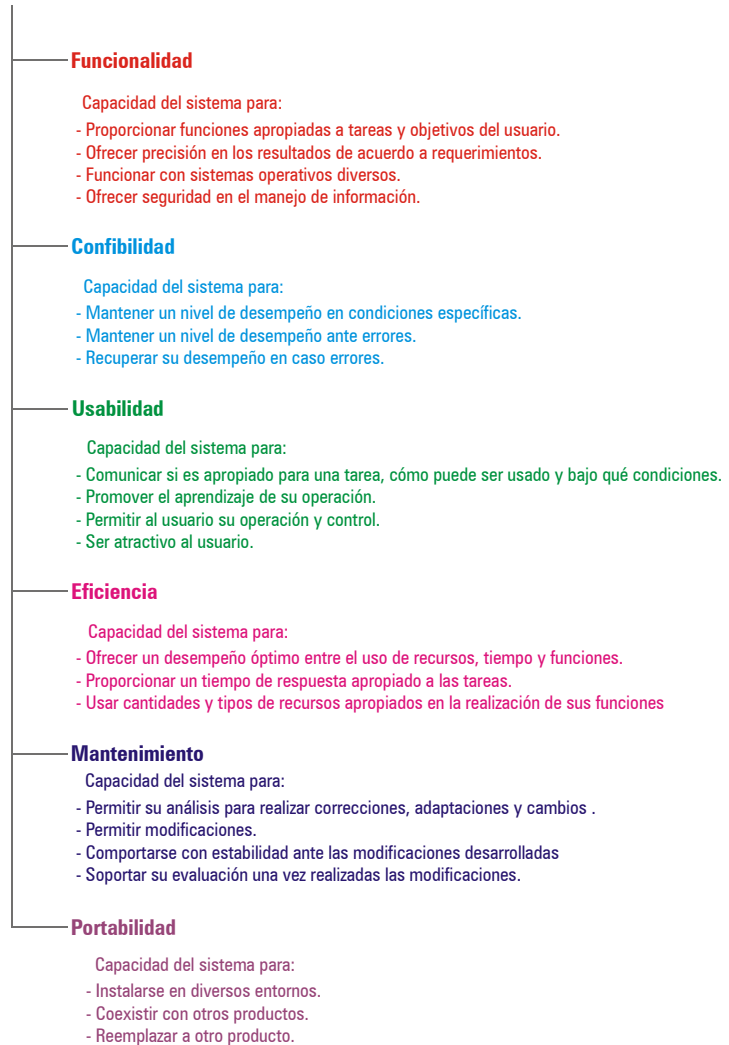 Funcionalidad
Capacidad del sistema para:
- Proporcionar funciones apropiadas a tareas y objetivos del usuario.
- Ofrecer precisión en los resultados de acuerdo a requerimientos.
- Funcionar con sistemas operativos diversos.
- Ofrecer seguridad en el manejo de información.
Confibilidad
Capacidad del sistema para:
- Mantener un nivel de desempeño en condiciones específicas.
- Mantener un nivel de desempeño ante errores.
- Recuperar su desempeño en caso errores.
Usabilidad
Capacidad del sistema para:
- Comunicar si es apropiado para una tarea, cómo puede ser usado y bajo qué condiciones.
- Promover el aprendizaje de su operación.
- Permitir al usuario su operación y control.
- Ser atractivo al usuario.
Eficiencia
Capacidad del sistema para:
- Ofrecer un desempeño óptimo entre el uso de recursos, tiempo y funciones.
- Proporcionar un tiempo de respuesta apropiado a las tareas.
- Usar cantidades y tipos de recursos apropiados en la realización de sus funciones
Mantenimiento
Capacidad del sistema para:
- Permitir su análisis para realizar correcciones, adaptaciones y cambios .
- Permitir modificaciones.
- Comportarse con estabilidad ante las modificaciones desarrolladas
- Soportar su evaluación una vez realizadas las modificaciones.
Portabilidad
Capacidad del sistema para:
- Instalarse en diversos entornos.
- Coexistir con otros productos.
- Reemplazar a otro producto.